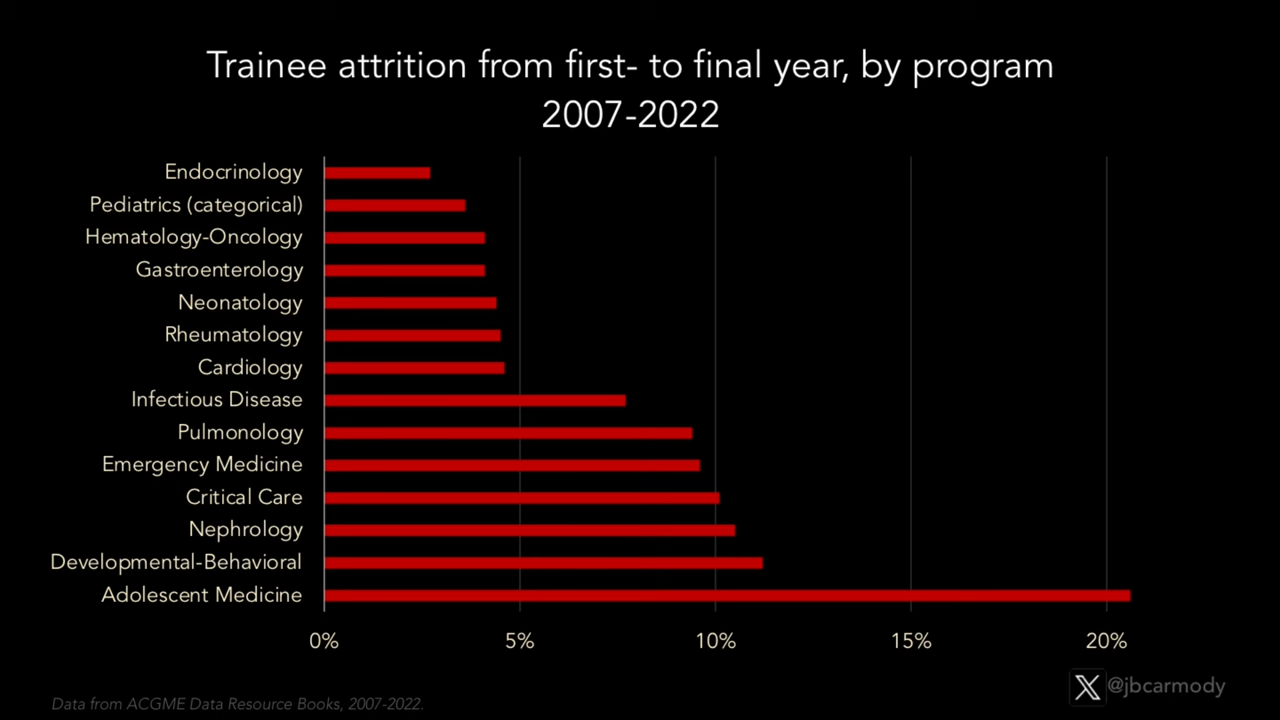 Trainee attrition from first- to final year, by program
2007-2022
Endocrinology
Pediatrics (categorical)
Hematology-Oncology
Gastroenterology
Neonatology
Rheumatology
Cardiology
Infectious Disease
Pulmonology
Emergency Medicine
Critical Care
Nephrology
Developmental-Behavioral
Adolescent Medicine
0% 5% 10% 15% 20%
Data from ACGME Data Resource Books, 2007-2022.
X @jbcarmody